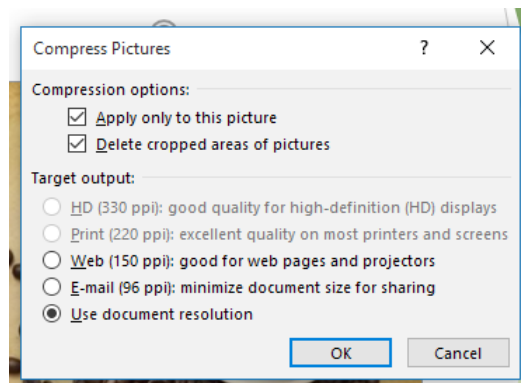 Compress Pictures
Compression options:
Apply only to this picture
Delete cropped areas of pictures
Target output:
HD (330 ppi): good quality for high-definition (HD) displays
Print (220 ppi): excellent quality on most printers and screens
Web (150 ppi): good for web pages and projectors
E-mail (96 ppi): minimize document size for sharing
Use document resolution
OK Cancel